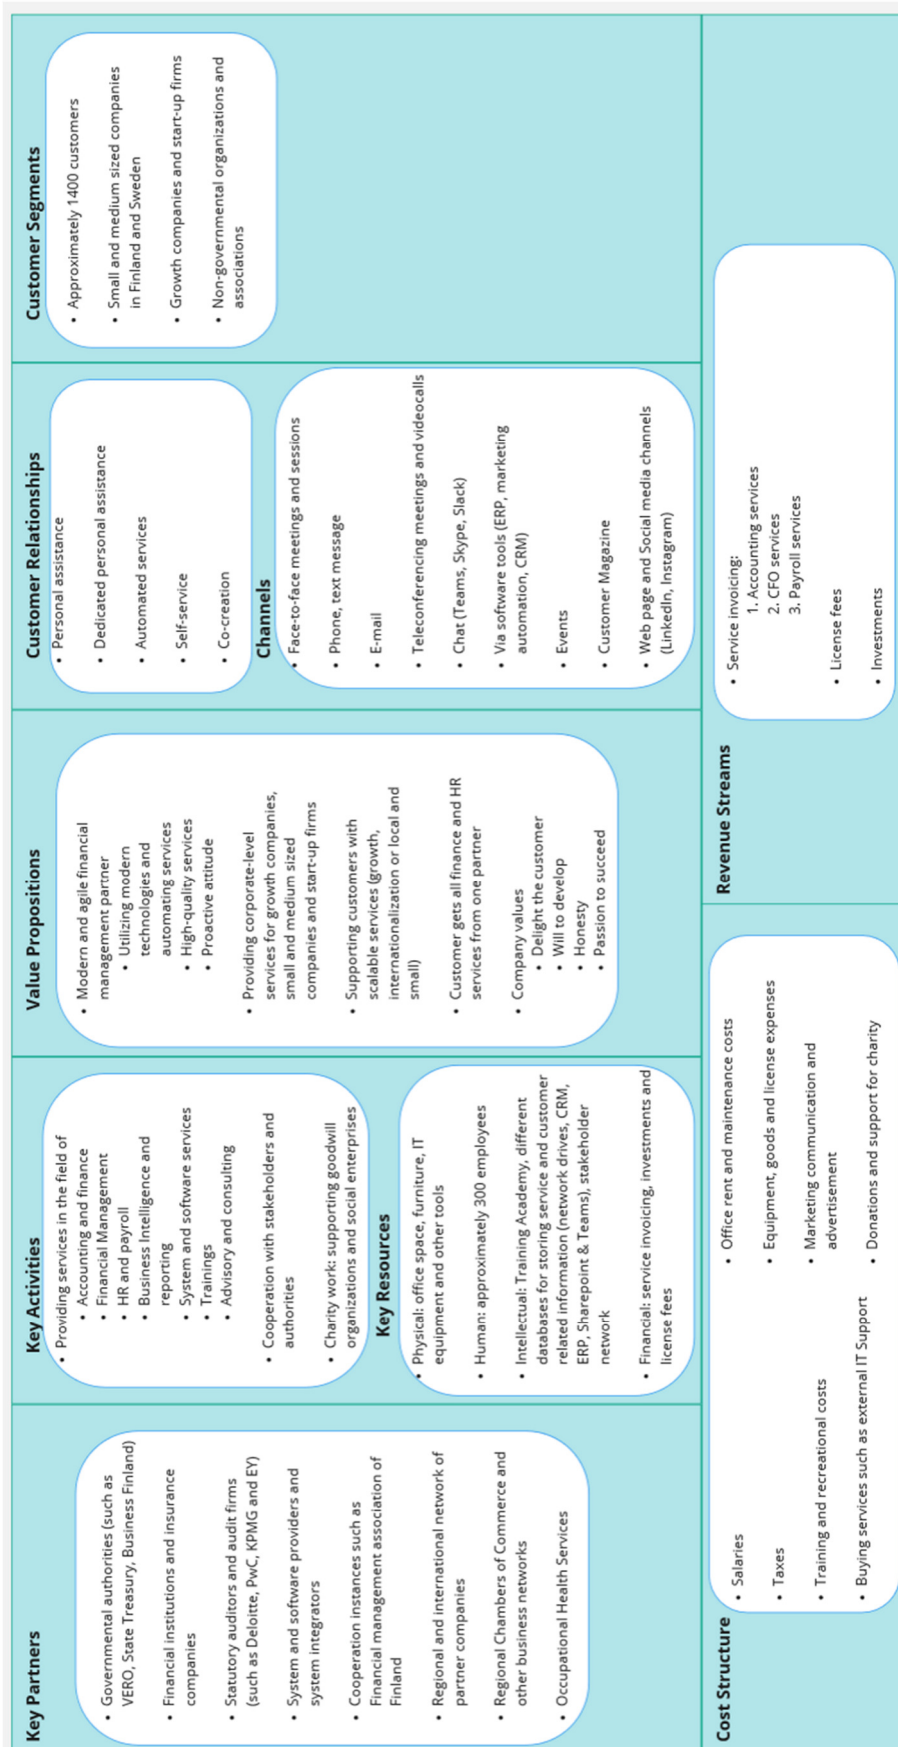 Key Partners
• Governmental authorities (such as
VERO, State Treasury, Business Finland)
• Financial institutions and insurance
companies
• Statutory auditors and audit firms
(such as Deloitte, PwC, KPMG and EY)
• System and software providers and
system integrators
• Cooperation instances such as
Financial management association of
Finland
• Regional and international network of
partner companies
• Regional Chambers of Commerce and
other business networks
• Occupational Health Services
Key Activities
• Providing services in the field of
• Accounting and finance
• Financial Management
• HR and payroll
• Business Intelligence and
reporting
• System and software services
• Trainings
• Advisory and consulting
• Cooperation with stakeholders and
authorities
• Charity work: supporting goodwill
organizations and social enterprises
Key Resources
• Physical: office space, furniture, IT
equipment and other tools
• Human: approximately 300 employees
• Intellectual: Training Academy, different
databases for storing service and customer
related information (network drives, CRM,
ERP, Sharepoint & Teams), stakeholder
network
• Financial: service invoicing, investments and
license fees
Value Propositions
• Modern and agile financial
management partner
• Utilizing modern
technologies and
automating services
• High-quality services
• Proactive attitude
• Providing corporate-level
services for growth companies,
small and medium sized
companies and start-up firms
• Supporting customers with
scalable services (growth,
internationalization or local and
small)
• Customer gets all finance and HR
services from one partner
• Company values
• Delight the customer
• Will to develop
• Honesty
• Passion to succeed
Customer Relationships
• Personal assistance
• Dedicated personal assistance
• Automated services
• Self-service
• Co-creation
Channels
• Face-to-face meetings and sessions
• Phone, text message
• E-mail
• Teleconferencing meetings and videocalls
• Chat (Teams, Skype, Slack)
• Via software tools (ERP, marketing
automation, CRM)
• Events
• Customer Magazine
• Web page and Social media channels
(LinkedIn, Instagram)
Customer Segments
• Approximately 1400 customers
• Small and medium sized companies
in Finland and Sweden
• Growth companies and start-up firms
• Non-governmental organizations and
associations
Cost Structure
• Salaries
• Taxes
• Training and recreational costs
• Buying services such as external IT Support
• Office rent and maintenance costs
• Equipment, goods and license expenses
• Marketing communication and
advertisement
• Donations and support for charity
Revenue Streams
• Service invoicing:
1. Accounting services
2. CFO services
3. Payroll services
• License fees
• Investments